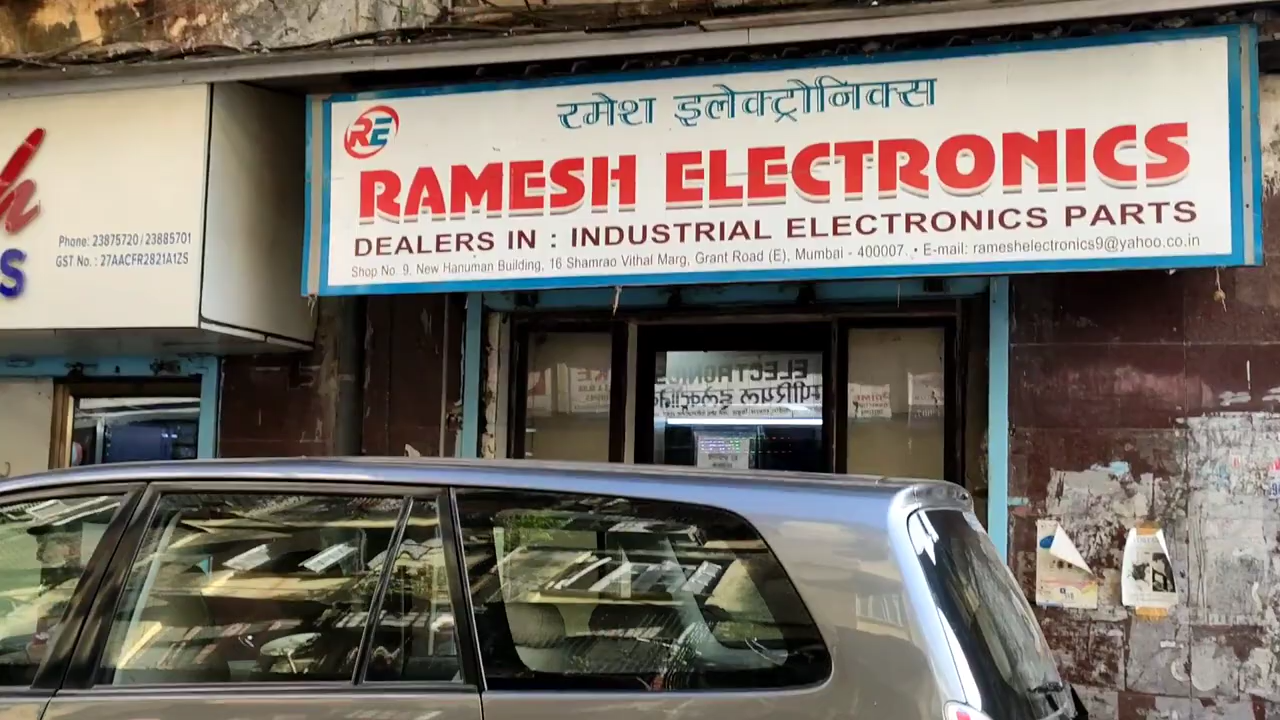 Phone: 23875720/23885701
GST. No. : 27AACFR2821A1ZS
RE
रमेश इलेक्ट्रोनिक्स
RAMESH ELECTRONICS
DEALERS IN : INDUSTRIAL ELECTRONICS PARTS
Shop No. 9. New Hanuman Building, 16 Shamrao Vithal Marg, Grant Road (E), Mumbai - 400007. • E-mail: rameshelectronics9@yahoo.co.in
ELECTRONICS